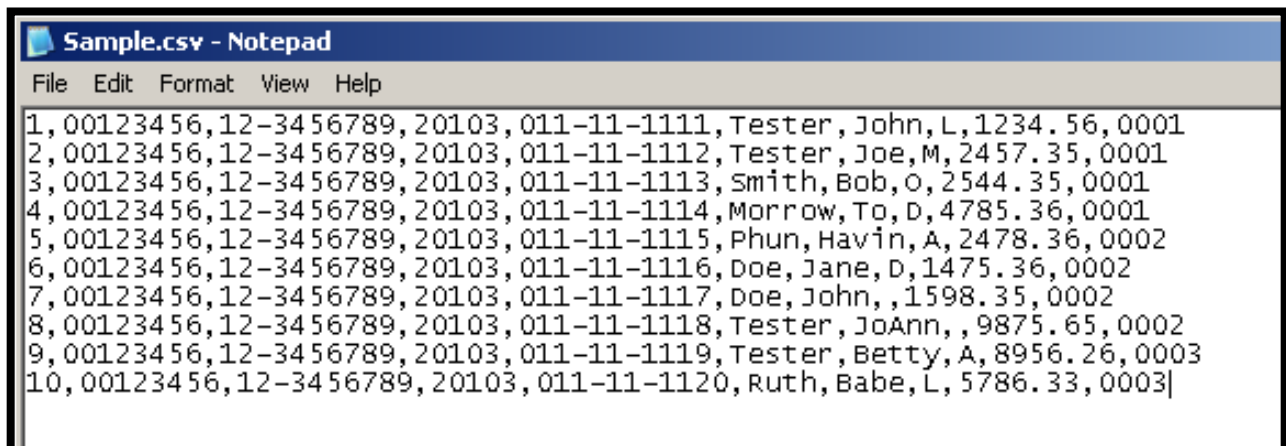 Sample.csv - Notepad
File Edit Format View Help
1,00123456,12-3456789,20103,011-11-1111,Tester,John,L,1234.56,0001
2,00123456,12-3456789,20103,011-11-1112,Tester,Joe,M,2457.35,0001
3,00123456,12-3456789,20103,011-11-1113,Smith,Bob,O,2544.35,0001
4,00123456,12-3456789,20103,011-11-1114,Morrow,To,D,4785.36,0001
5,00123456,12-3456789,20103,011-11-1115,Phun,Havin,A,2478.36,0002
6,00123456,12-3456789,20103,011-11-1116,Doe,Jane,D,1475.36,0002
7,00123456,12-3456789,20103,011-11-1117,Doe,John,,1598.35,0002
8,00123456,12-3456789,20103,011-11-1118,Tester,JoAnn,,9875.65,0002
9,00123456,12-3456789,20103,011-11-1119,Tester,Betty,A,8956.26,0003
10,00123456,12-3456789,20103,011-11-1120,Ruth,Babe,L,5786.33,0003